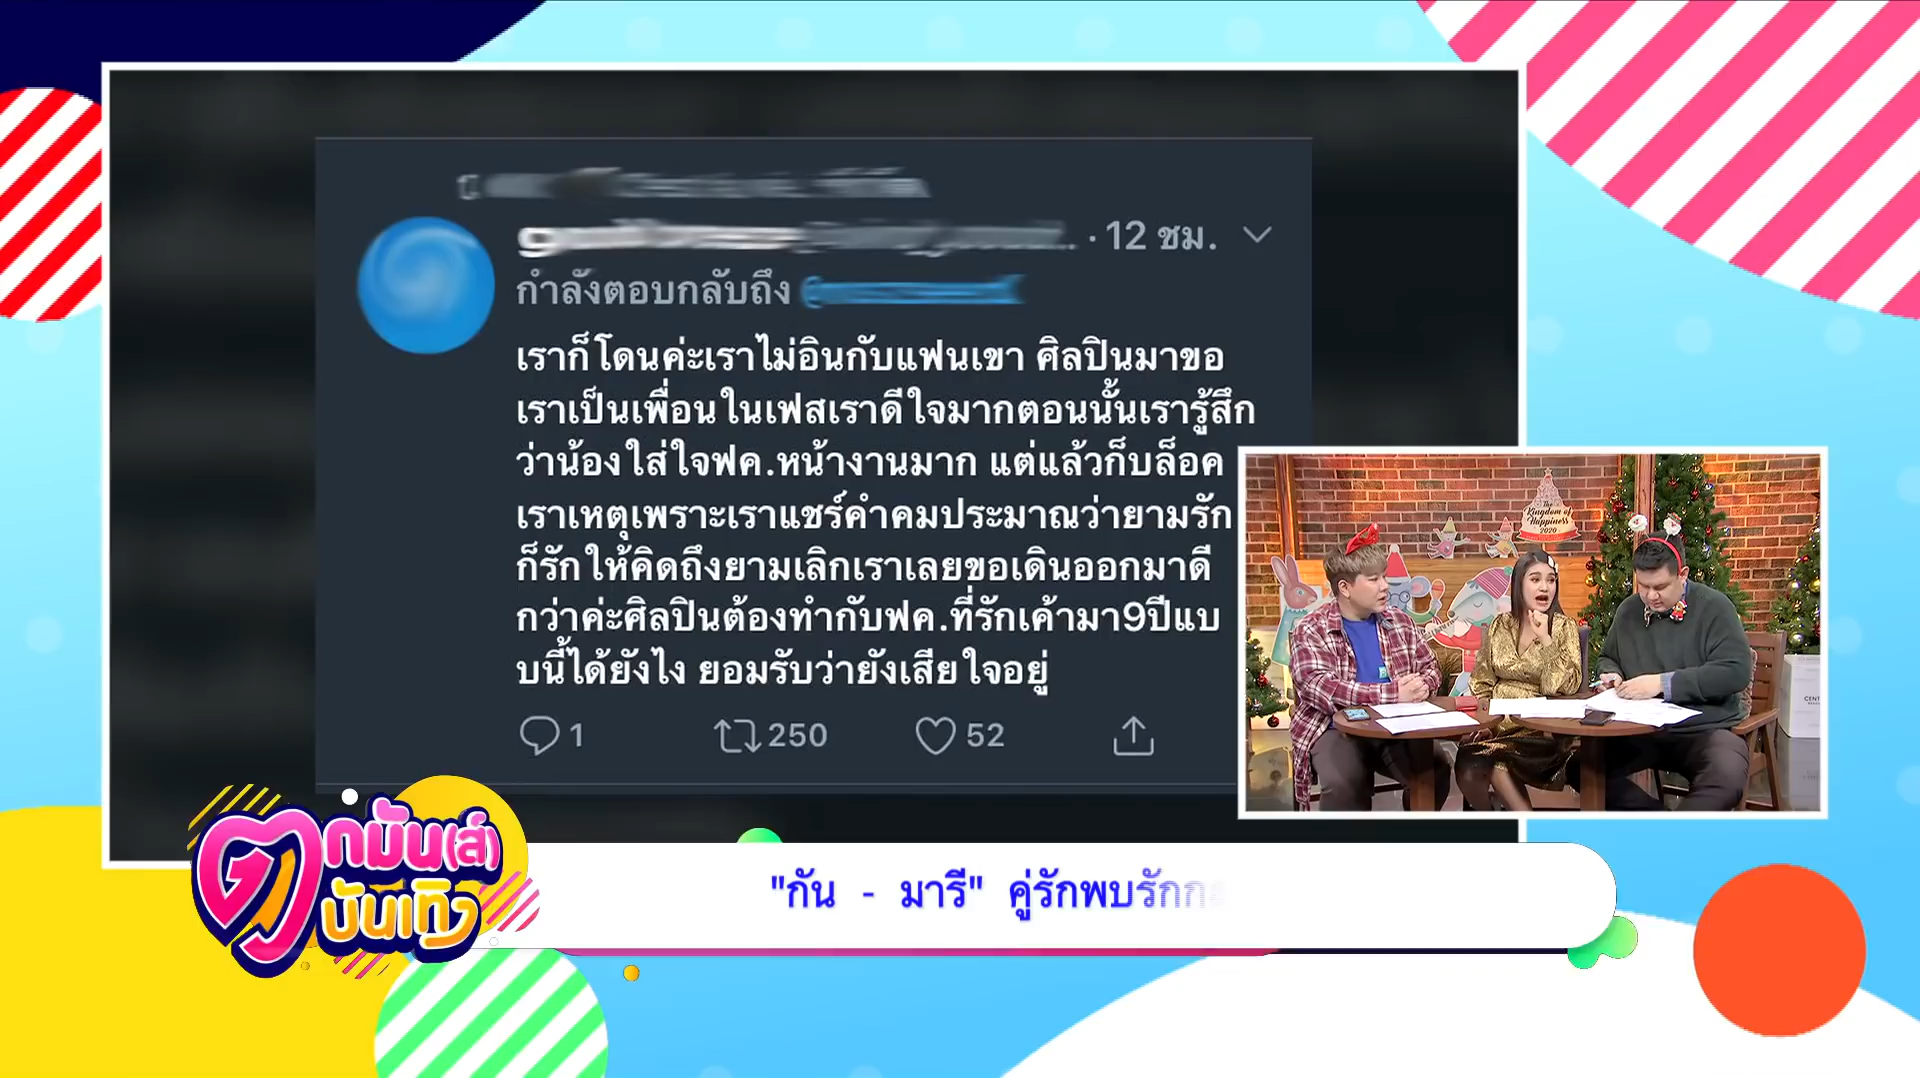 12 ชม.
กำลังตอบกลับถึง
เราก็โดนค่ะเราไม่อินกับแฟนเขา ศิลปินมาขอ
เราเป็นเพื่อนในเฟสเราดีใจมากตอนนั้นเรารู้สึก
ว่าน้องใส่ใจฟค.หน้างานมาก แต่แล้วก็บล็อค
เราเหตุเพราะเราแชร์คำคมประมาณว่ายามรัก
ก็รักให้คิดถึงยามเลิกเราเลยขอเดินออกมาดี
กว่าค่ะศิลปินต้องทำกับฟค.ที่รักเค้ามา9ปีแบ
บนี้ได้ยังไง ยอมรับว่ายังเสียใจอยู่
1 250 52
The
Kingdom of
Happiness
2020
CENT
ตกมัน(ส์)
บันเทิง
"กัน - มารี" คู่รักพบรักก